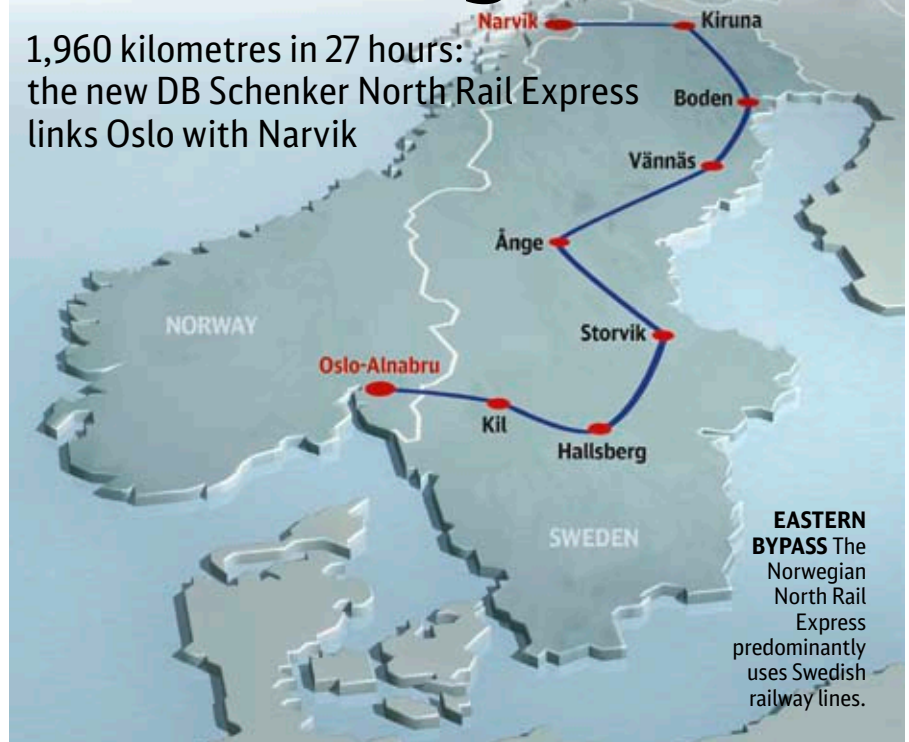 1,960 kilometres in 27 hours:
the new DB Schenker North Rail Express
links Oslo with Narvik
Narvik
Kiruna
Boden
Vännäs
Ånge
Storvik
NORWAY
Oslo-Alnabru
Kil
Hallsberg
SWEDEN
EASTERN
BYPASS The
Norwegian
North Rail
Express
predominantly
uses Swedish
railway lines.